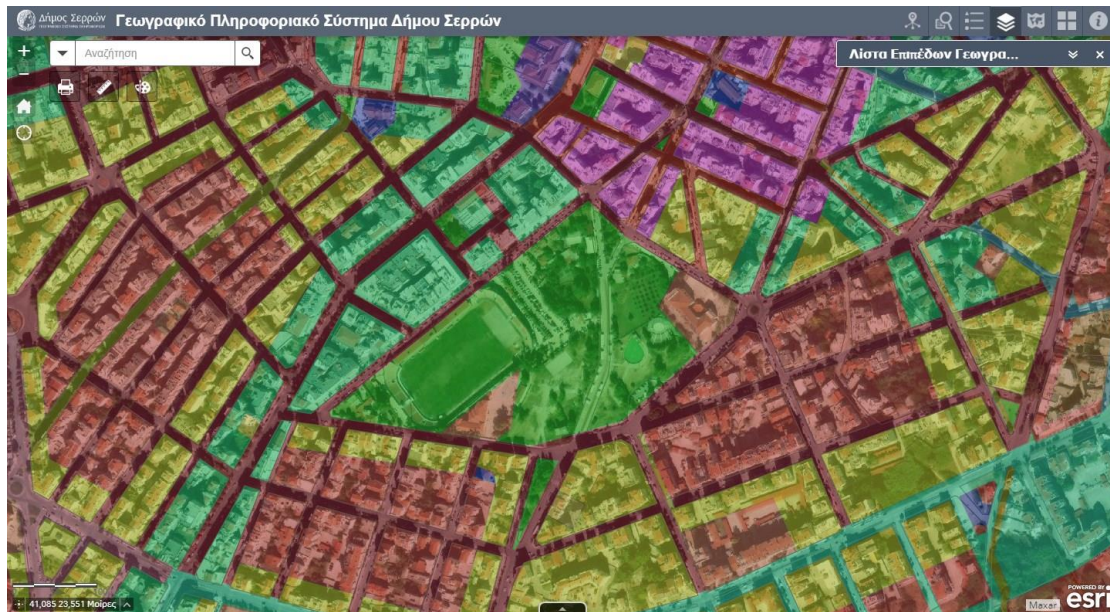 Δήμος Σερρών
Γεωγραφικό Πληροφοριακό Σύστημα Δήμου Σερρών
Αναζήτηση
Λίστα Επιπέδων Γεωγρα...
41,085 23,551 Μοίρες
Maxar
POWERED BY
esri